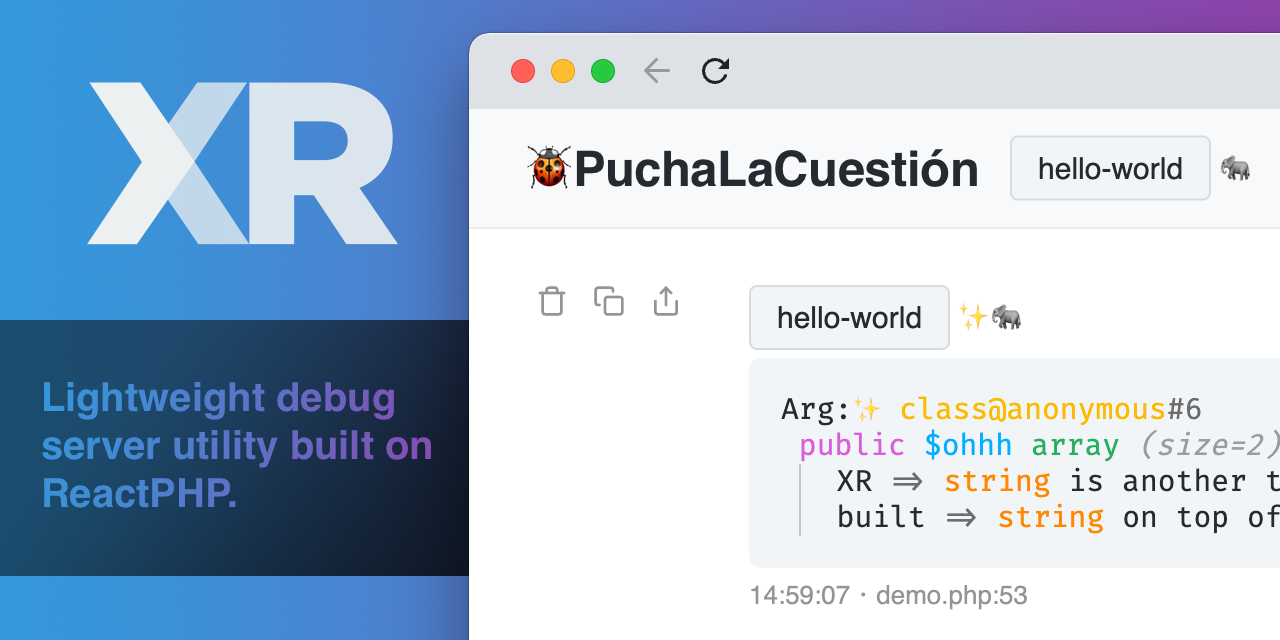 XR
Lightweight debug
server utility built on
ReactPHP.
🐞PuchaLaCuestión hello-world 🐘
hello-world ✨🐘
Arg:✨ class@anonymous#6
public $ohhh array (size=2)
XR => string is another t
built => string on top of
14:59:07 · demo.php:53